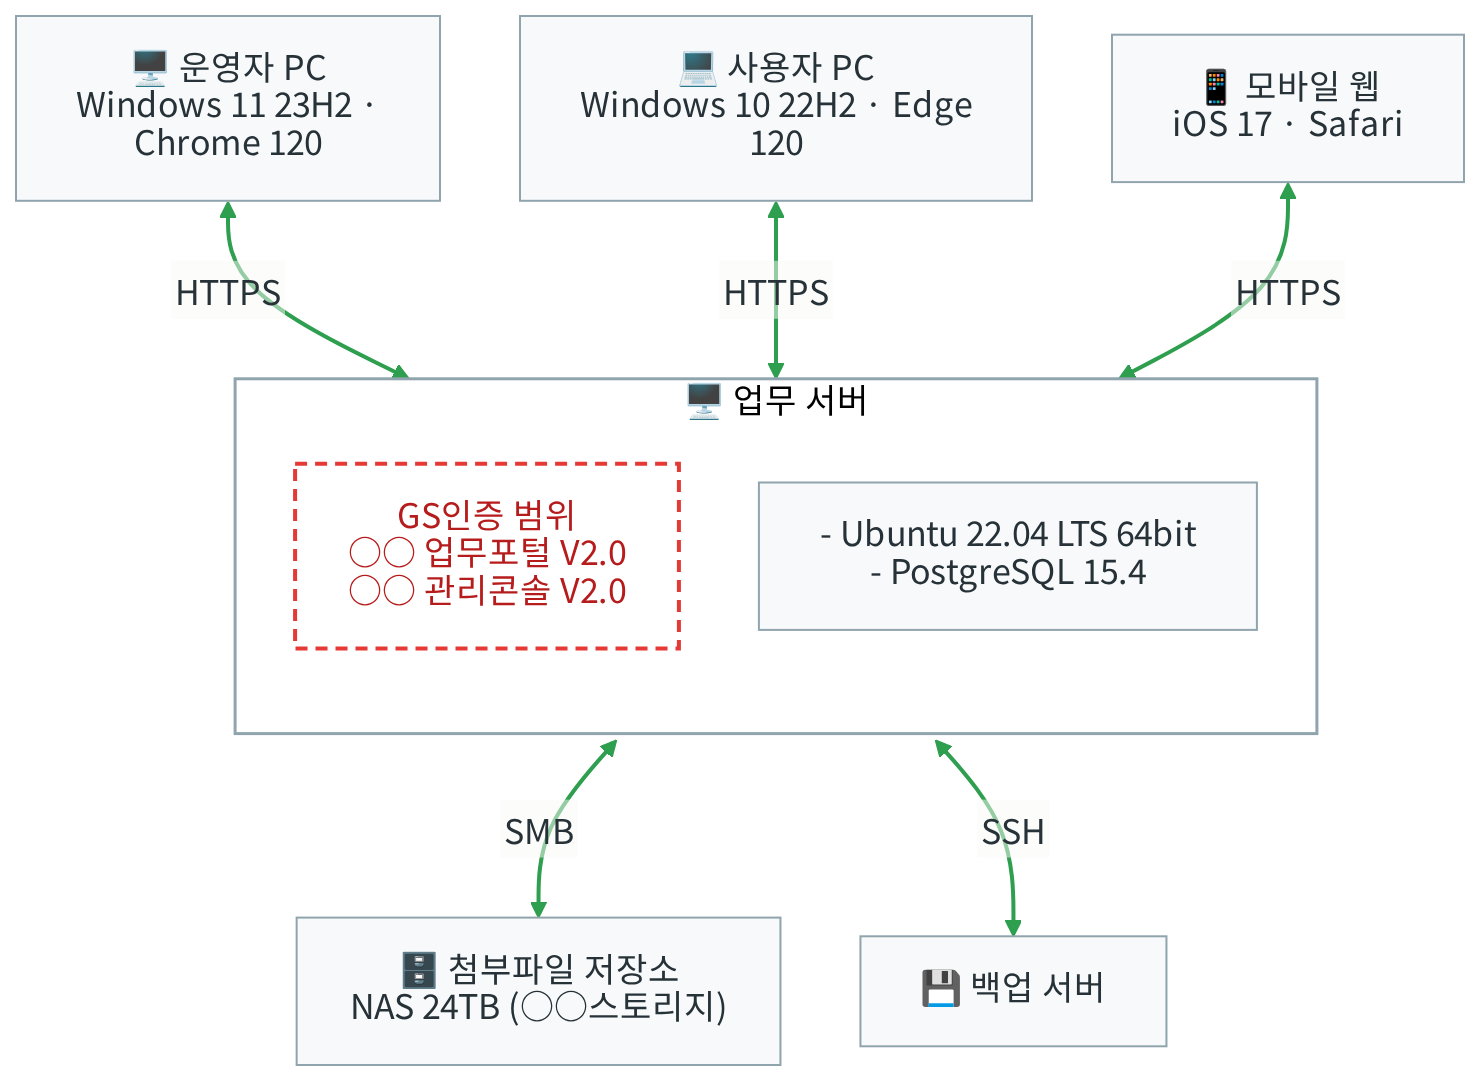 🖥️ 운영자 PC
Windows 11 23H2 ·
Chrome 120
💻 사용자 PC
Windows 10 22H2 · Edge
120
📱 모바일 웹
iOS 17 · Safari
HTTPS
HTTPS
HTTPS
🖥️ 업무 서버
GS인증 범위
○○ 업무포털 V2.0
○○ 관리콘솔 V2.0
- Ubuntu 22.04 LTS 64bit
- PostgreSQL 15.4
SMB
SSH
🗄️ 첨부파일 저장소
NAS 24TB (○○스토리지)
💾 백업 서버